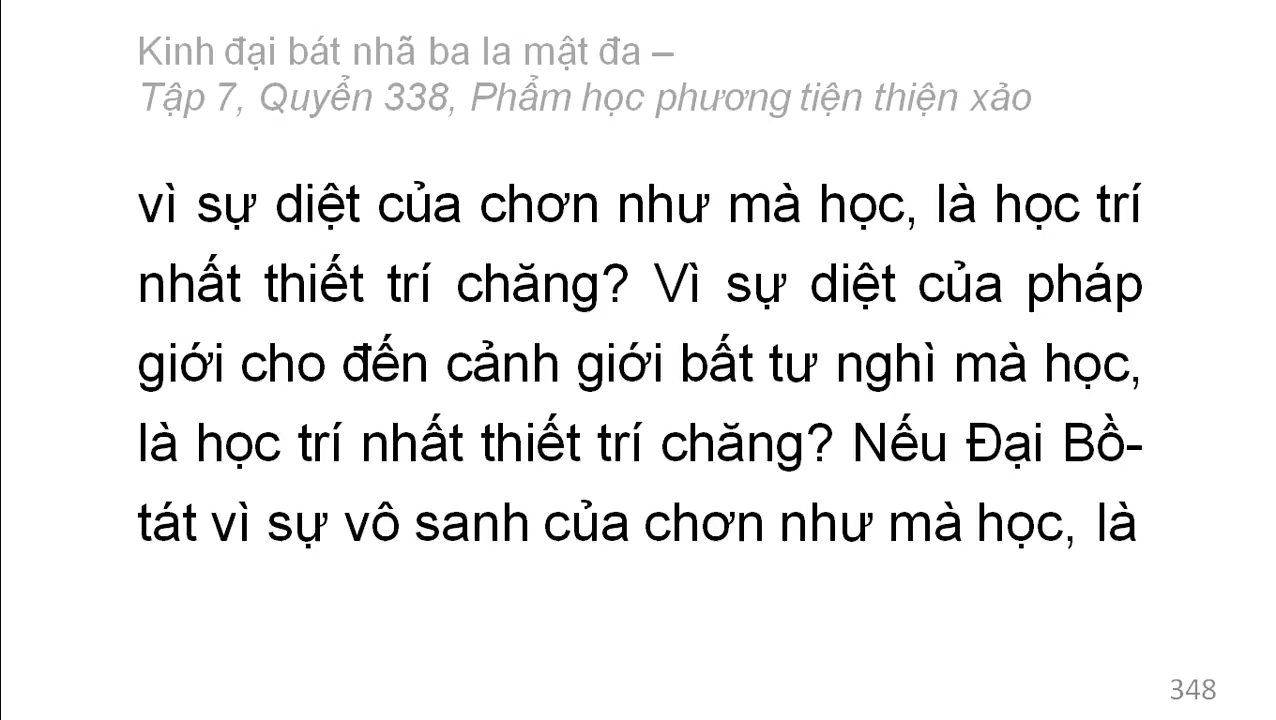 Kinh đại bát nhã ba la mật đa –
Tập 7, Quyển 338, Phẩm học phương tiện thiện xảo
vì sự diệt của chơn như mà học, là học trí
nhất thiết trí chăng? Vì sự diệt của pháp
giới cho đến cảnh giới bất tư nghì mà học,
là học trí nhất thiết trí chăng? Nếu Đại Bồ-
tát vì sự vô sanh của chơn như mà học, là
348